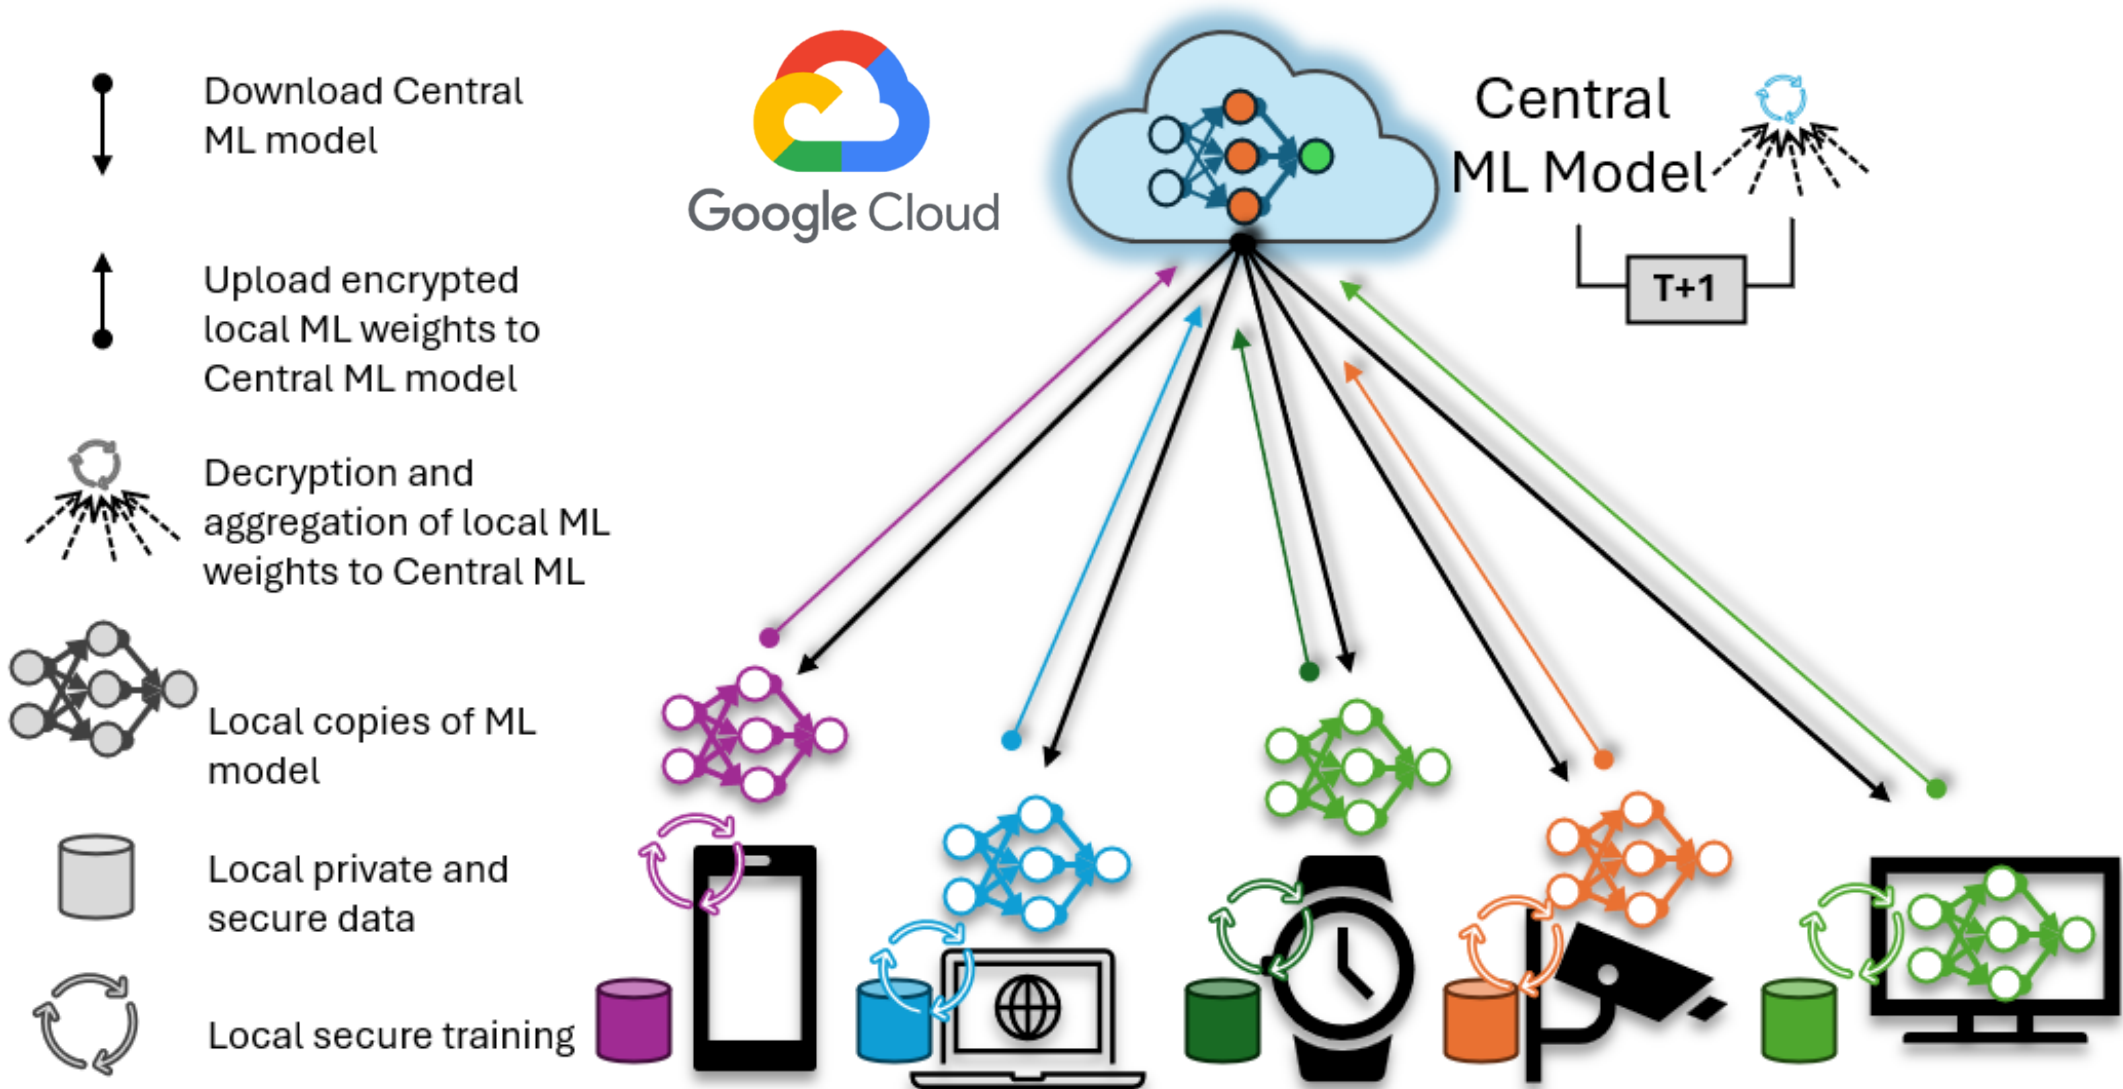 Download Central
ML model
Upload encrypted
local ML weights to
Central ML model
Decryption and
aggregation of local ML
weights to Central ML
Local copies of ML
model
Local private and
secure data
Local secure training
Google Cloud
Central
ML Model
T+1